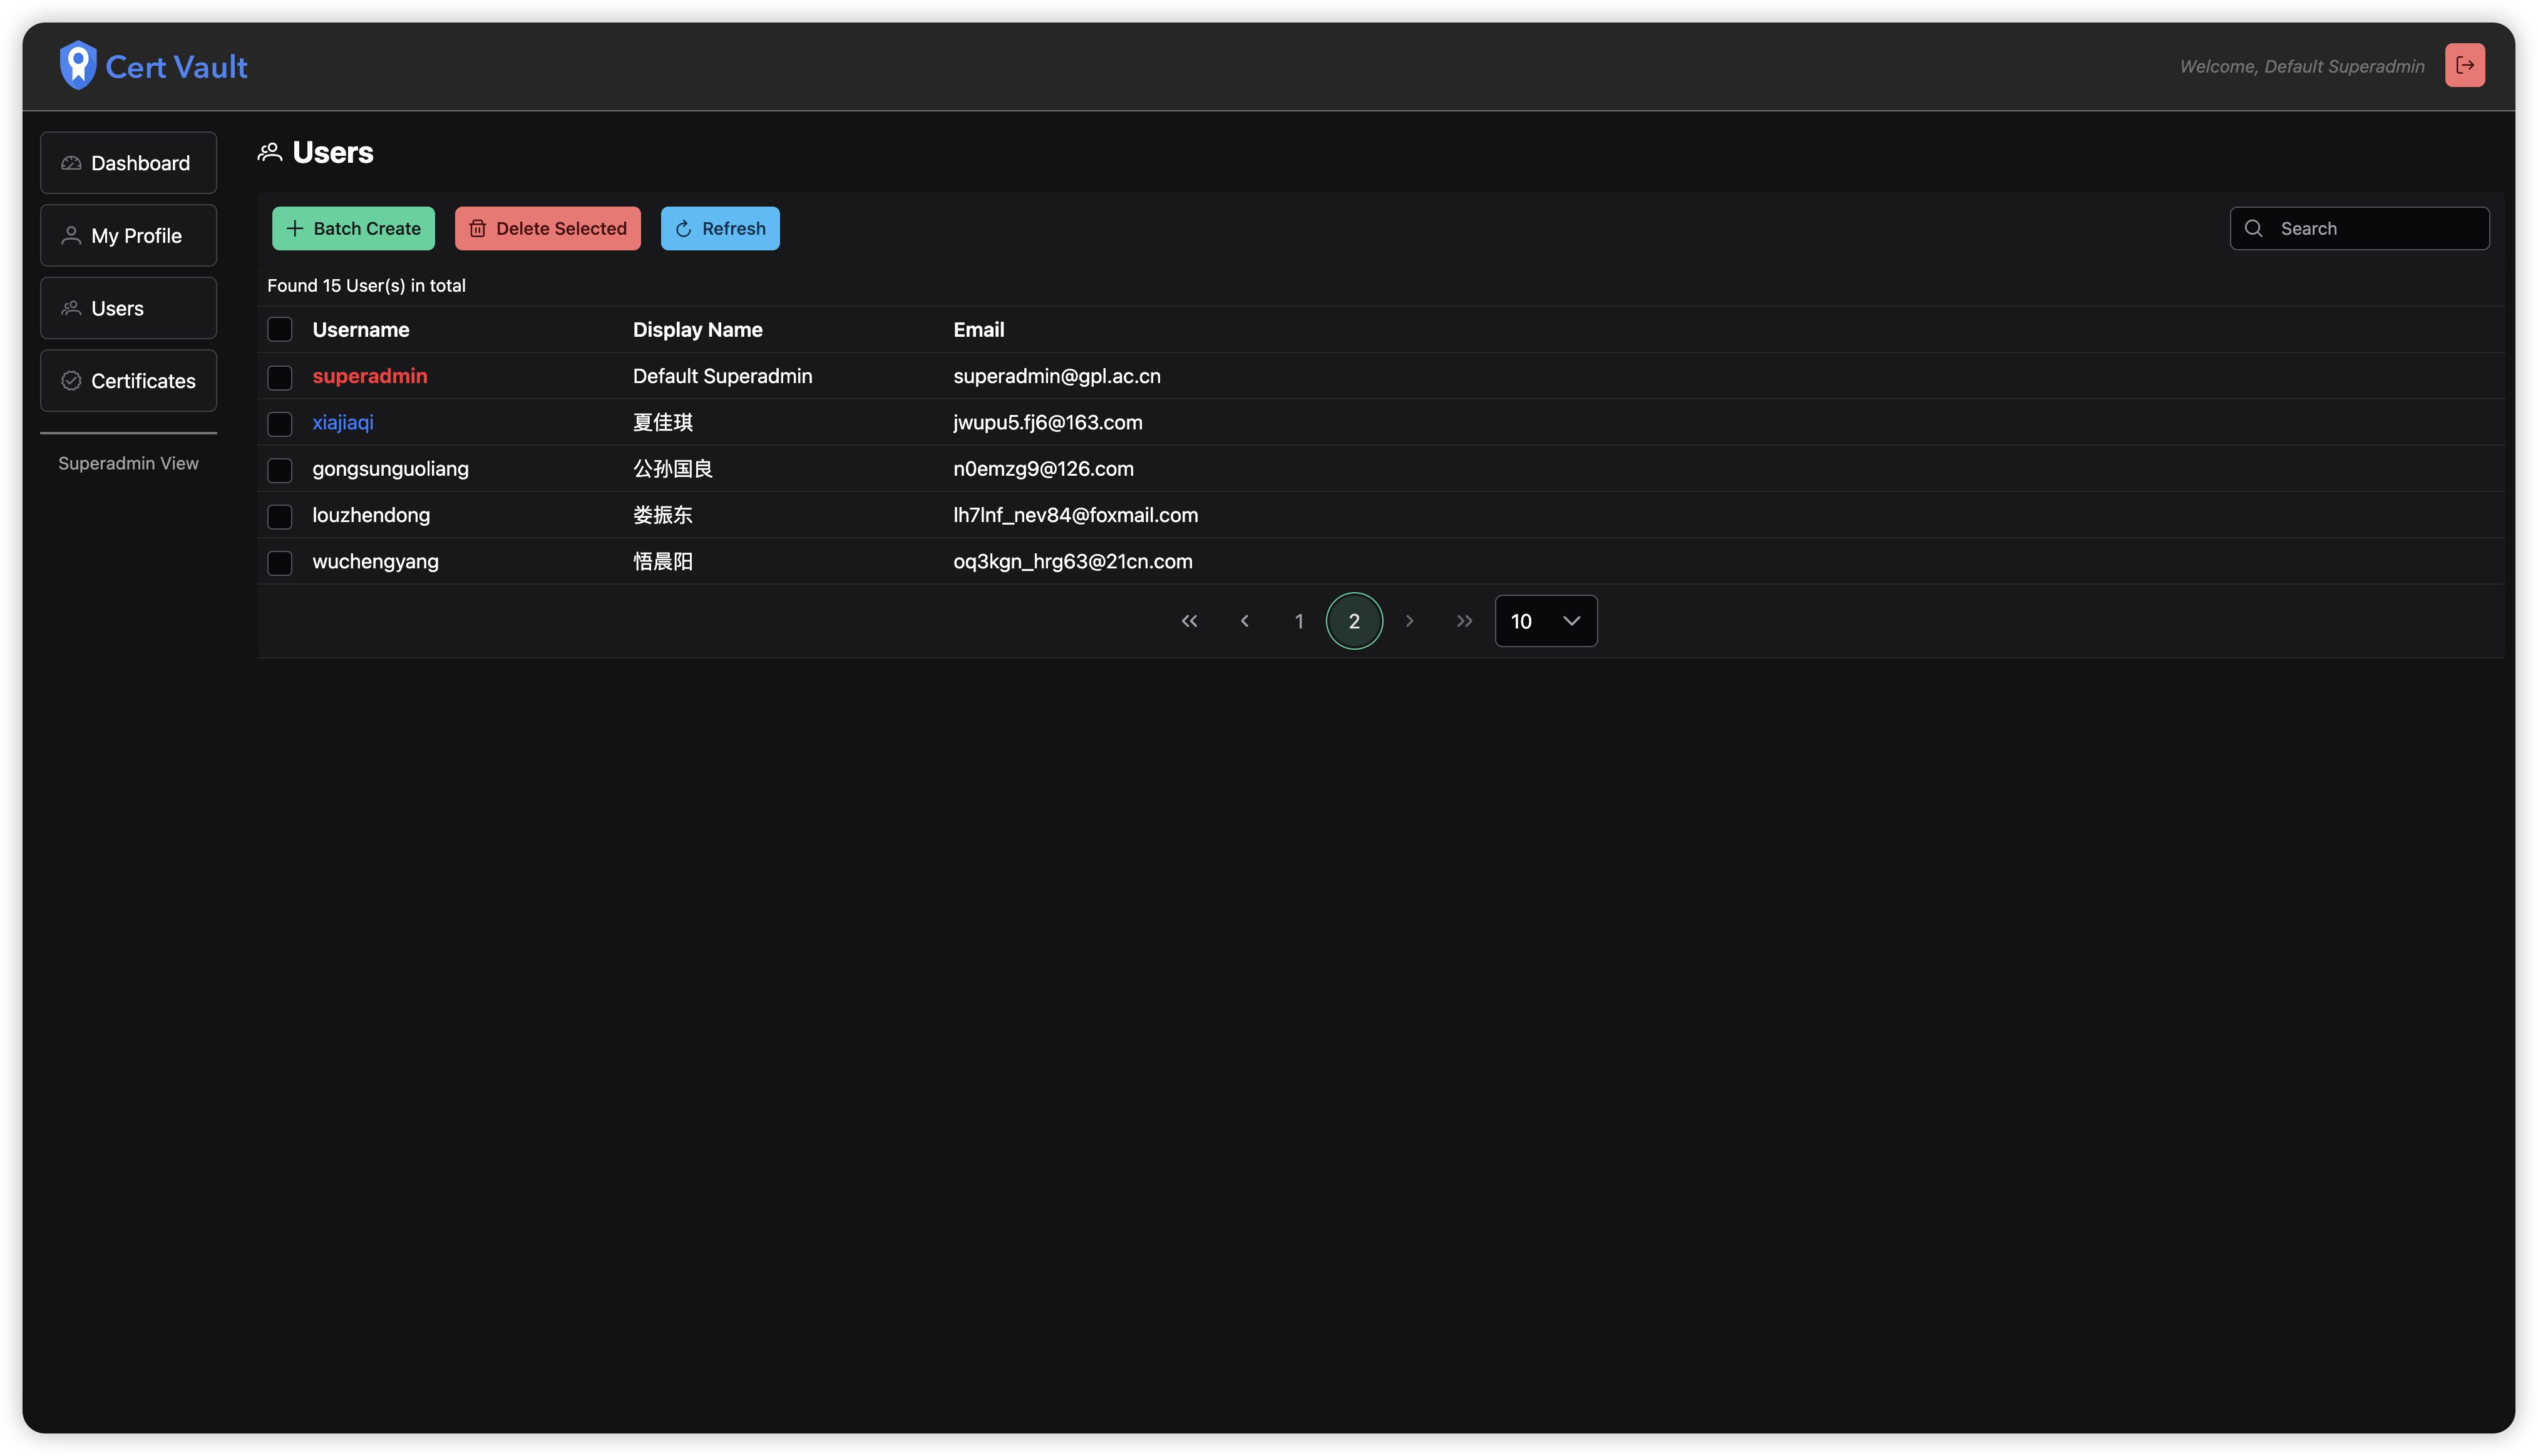 Cert Vault
Welcome, Default Superadmin
Dashboard
My Profile
Users
Certificates
Superadmin View
Users
Batch Create
Delete Selected
Refresh
Search
Found 15 User(s) in total
Username Display Name Email
superadmin Default Superadmin superadmin@gpl.ac.cn
xiajiaqi 夏佳琪 jwupu5.fj6@163.com
gongsunguoliang 公孙国良 n0emzg9@126.com
louzhendong 娄振东 lh7lnf_nev84@foxmail.com
wuchengyang 悟晨阳 oq3kgn_hrg63@21cn.com
1 2 10